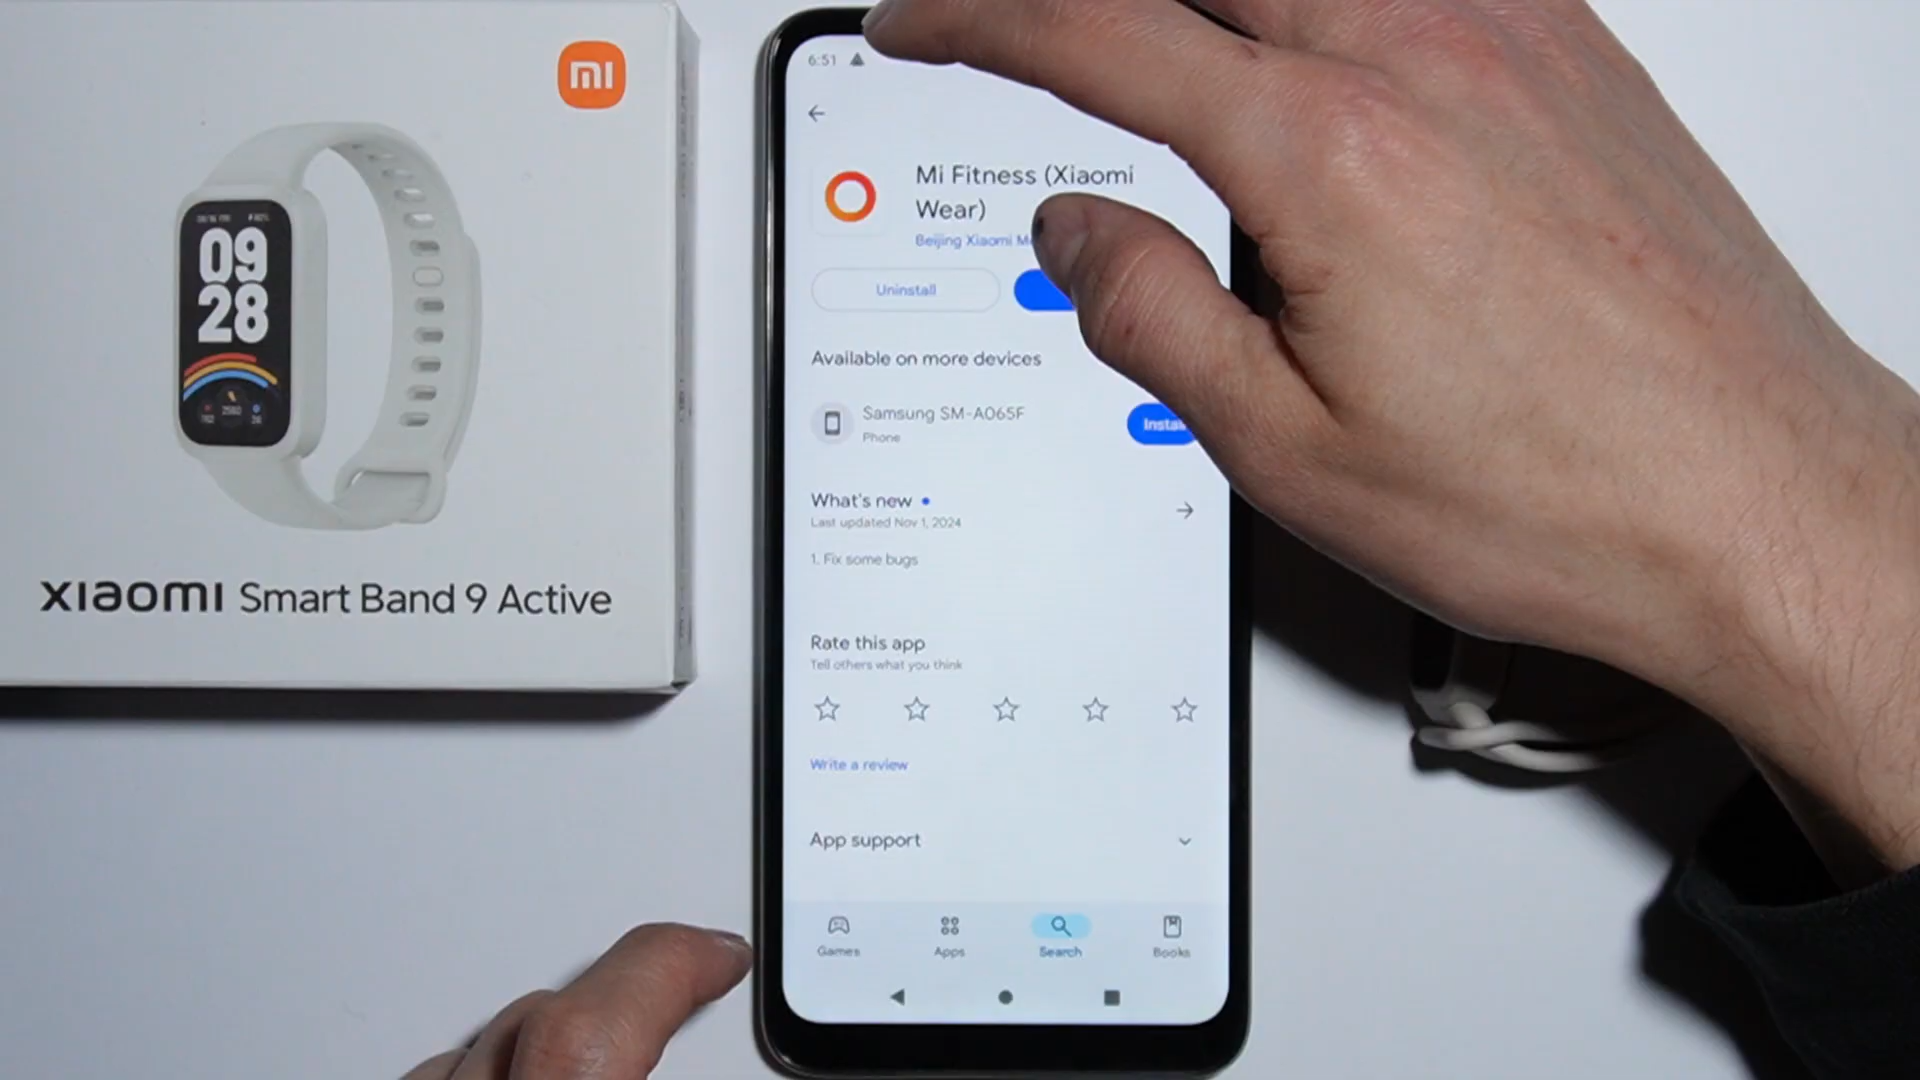 mi
09
28
xiaomi Smart Band 9 Active
6:51
Mi Fitness (Xiaomi
Wear)
Beijing Xiaomi
Uninstall
Available on more devices
Samsung SM-A065F
Phone
What's new
Last updated Nov 1, 2024
1. Fix some bugs
Rate this app
Tell others what you think
Write a review
App support
Games
Apps
Search
Books